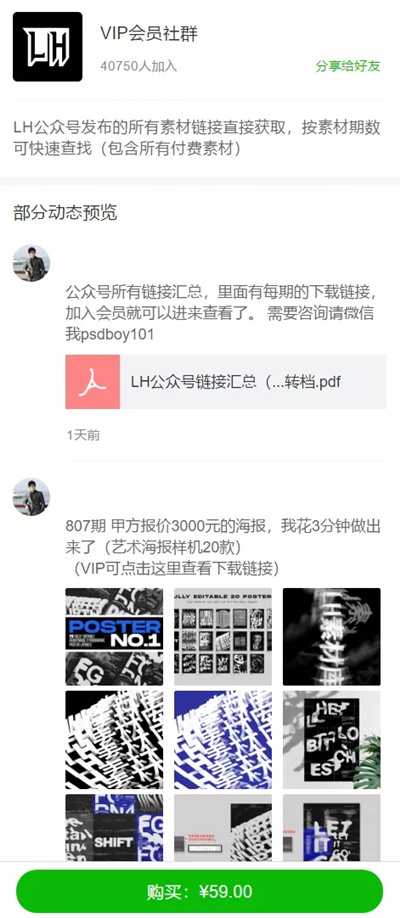 LH
VIP会员社群
40750人加入
分享给好友
LH公众号发布的所有素材链接直接获取，按素材期数
可快速查找（包含所有付费素材）
部分动态预览
公众号所有链接汇总，里面有每期的下载链接，
加入会员就可以进来查看了。 需要咨询请微信
我psdboy101
LH公众号链接汇总（...转档.pdf
1天前
807期 甲方报价3000元的海报，我花3分钟做出
来了（艺术海报样机20款）
（VIP可点击这里查看下载链接）
POSTER
NO.1
ULLY EDITABLE 20 POSTER
LH素材
SHIFT
购买：¥59.00